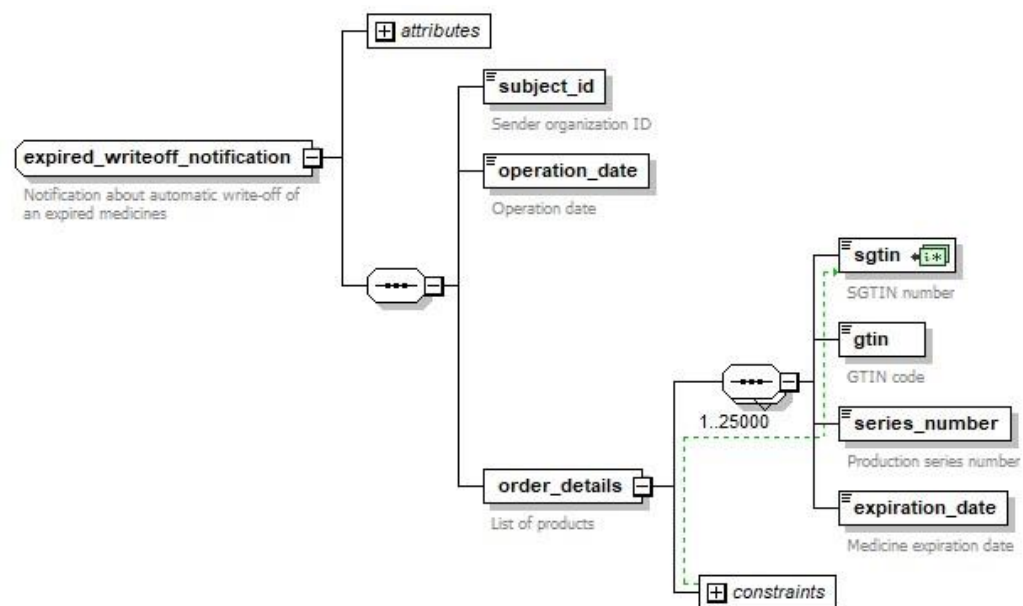 attributes
subject_id
Sender organization ID
expired_writeoff_notification
Notification about automatic write-off of
an expired medicines
operation_date
Operation date
sgtin
SGTIN number
gtin
GTIN code
1..25000
series_number
Production series number
order_details
List of products
expiration_date
Medicine expiration date
constraints